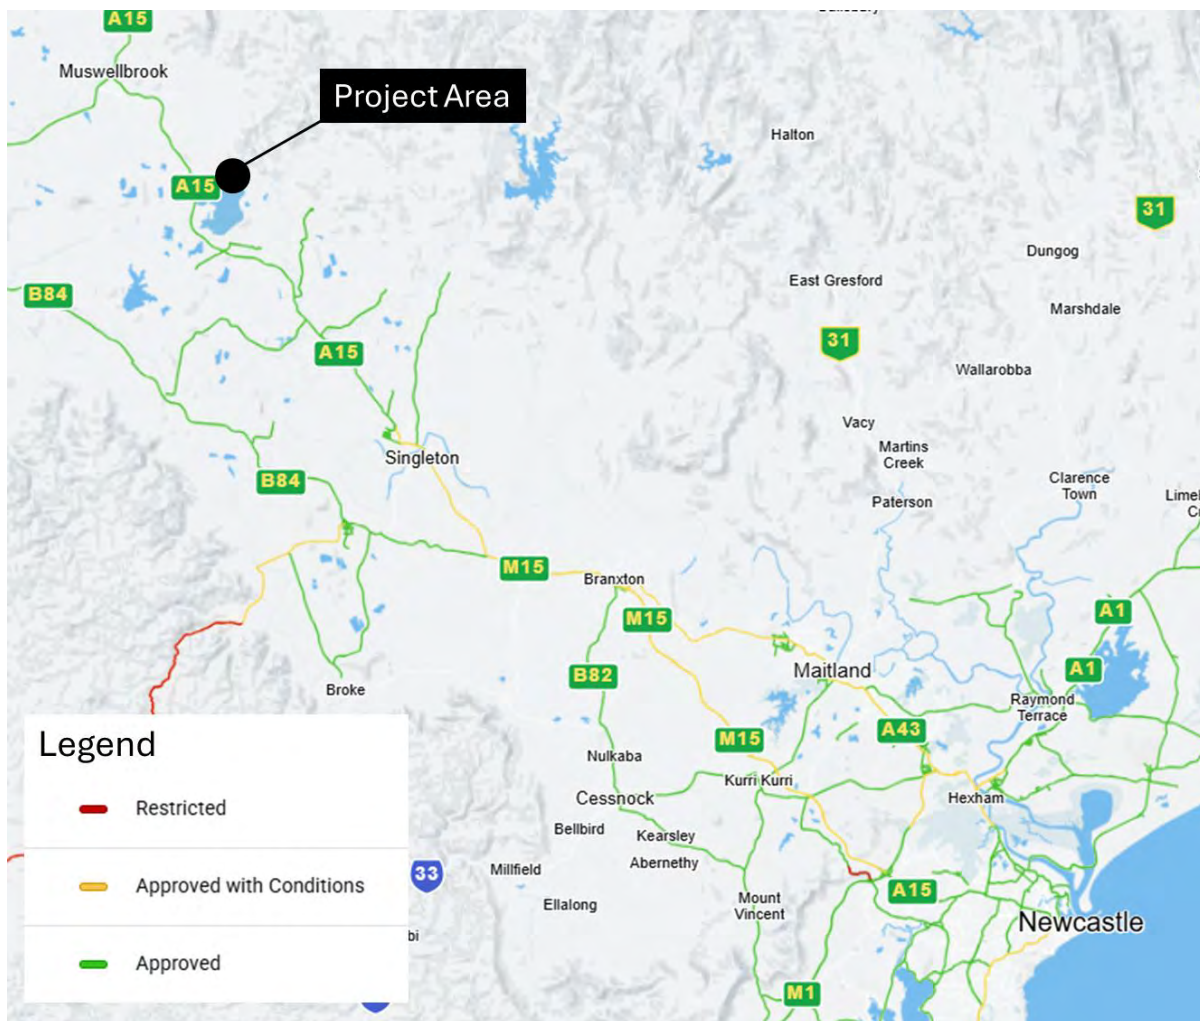 A15
Muswellbrook
Project Area
Halton
A15
31
Dungog
East Gresford
B84
Marshdale
31
A15
Wallarobba
Vacy
Martins
Creek
Singleton
B84
Clarence
Town
Paterson
M15
Branxton
A1
M15
Maitland
B82
A1
Broke
Raymond
Terrace
Legend
A43
M15
Nulkaba
Kurri Kurri
Restricted
Cessnock
Hexham
Bellbird
Kearsley
Abernethy
Millfield
33
Approved with Conditions
A15
Ellalong
Mount
Vincent
Newcastle
bi
Approved
M1